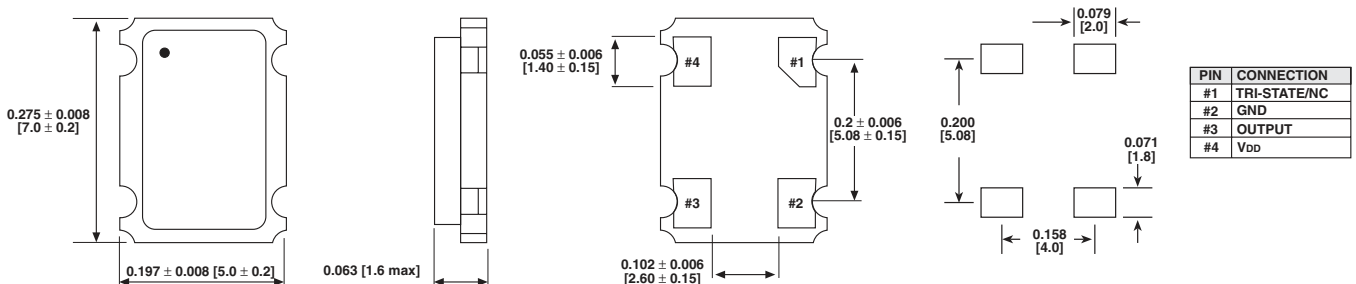 0.275 ± 0.008
[7.0 ± 0.2]
0.197 ± 0.008 [5.0 ± 0.2]
0.063 [1.6 max]
0.055 ± 0.006
[1.40 ± 0.15]
#4
#1
#3
#2
0.2 ± 0.006
[5.08 ± 0.15]
0.102 ± 0.006
[2.60 ± 0.15]
0.079
[2.0]
0.200
[5.08]
0.071
[1.8]
0.158
[4.0]
PIN CONNECTION
#1 TRI-STATE/NC
#2 GND
#3 OUTPUT
#4 VDD